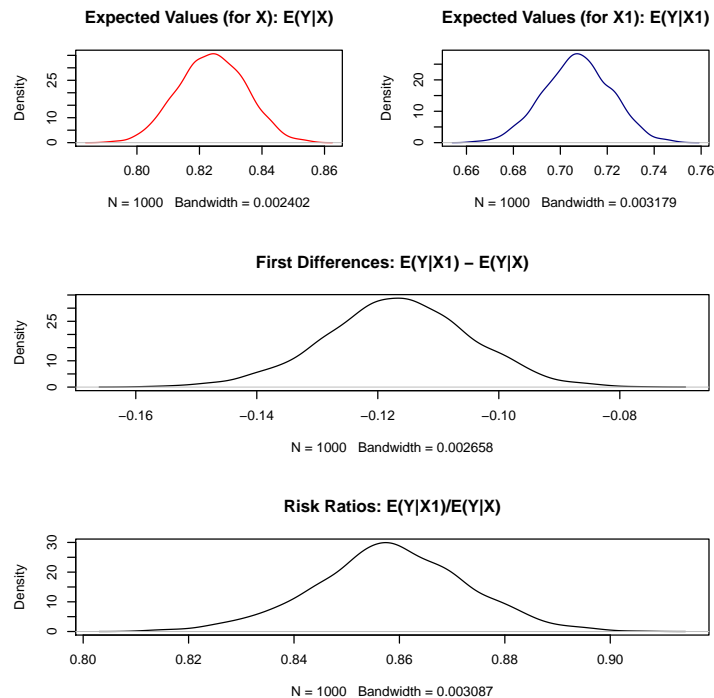 Expected Values (for X): E(Y|X)
Density
0 10 25
0.80 0.82 0.84 0.86
N = 1000 Bandwidth = 0.002402
Expected Values (for X1): E(Y|X1)
Density
0 10 20
0.66 0.68 0.70 0.72 0.74 0.76
N = 1000 Bandwidth = 0.003179
First Differences: E(Y|X1) − E(Y|X)
Density
0 10 25
−0.16 −0.14 −0.12 −0.10 −0.08
N = 1000 Bandwidth = 0.002658
Risk Ratios: E(Y|X1)/E(Y|X)
Density
0 10 20 30
0.80 0.82 0.84 0.86 0.88 0.90
N = 1000 Bandwidth = 0.003087